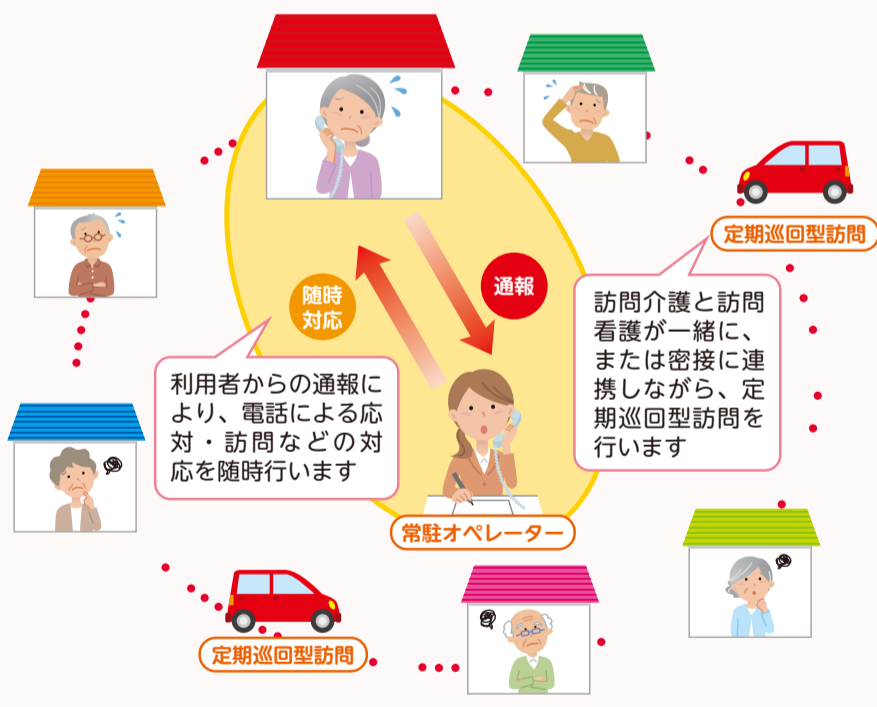 定期巡回型訪問
訪問介護と訪問
看護が一緒に、
または密接に連
携しながら、定
期巡回型訪問を
行います
通報
随時
対応
利用者からの通報に
より、電話による応
対・訪問などの対
応を随時行います
常駐オペレーター
定期巡回型訪問